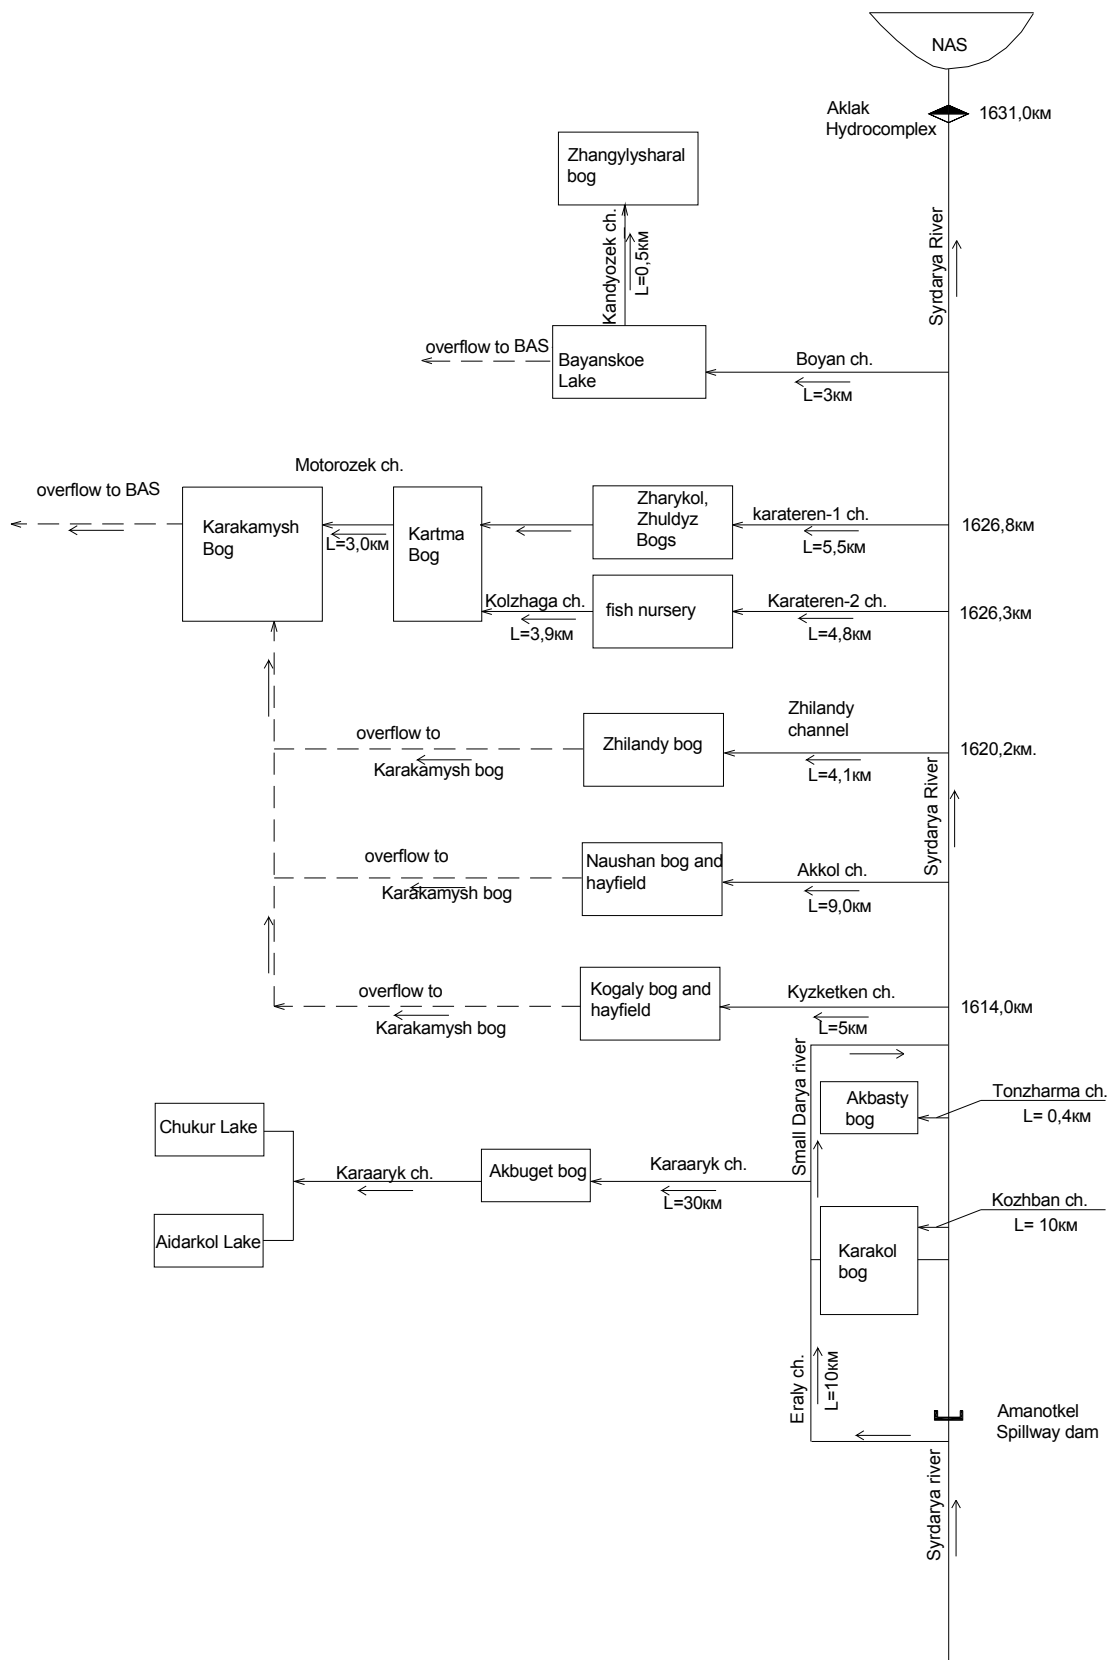 NAS
Aklak
Hydrocomplex
1631,0км
Zhangylysharal
bog
Kandyozek ch.
L=0,5км
Syrdarya River
overflow to BAS
Bayanskoe
Lake
Boyan ch.
L=3км
Motorozek ch.
overflow to BAS
Karakamysh
Bog
L=3,0км
Kartma
Bog
Zharykol,
Zhuldyz
Bogs
karateren-1 ch.
L=5,5км
1626,8км
Kolzhaga ch.
L=3,9км
fish nursery
Karateren-2 ch.
L=4,8км
1626,3км
overflow to
Karakamysh bog
Zhilandy bog
Zhilandy
channel
L=4,1км
1620,2км.
Syrdarya River
overflow to
Karakamysh bog
Naushan bog and
hayfield
Akkol ch.
L=9,0км
overflow to
Karakamysh bog
Kogaly bog and
hayfield
Kyzketken ch.
L=5км
1614,0км
Small Darya river
Akbasty
bog
Tonzharma ch.
L= 0,4км
Chukur Lake
Karaaryk ch.
Akbuget bog
Karaaryk ch.
L=30км
Aidarkol Lake
Karakol
bog
Kozhban ch.
L= 10км
Eraly ch.
L=10км
Amanotkel
Spillway dam
Syrdarya river